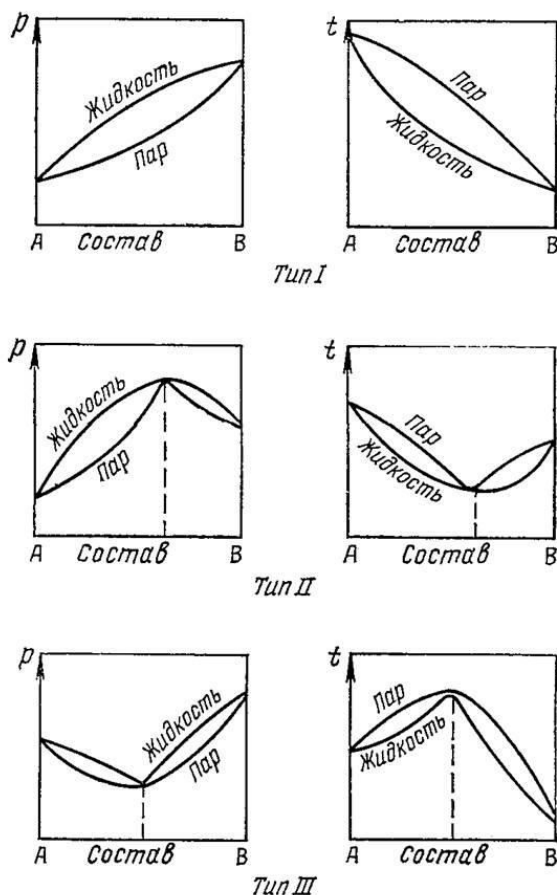 p
Жидкость
Пар
A Состав B
t
Пар
Жидкость
A Состав B
Тип I
p
Жидкость
Пар
A Состав B
t
Пар
Жидкость
A Состав B
Тип II
p
Жидкость
Пар
A Состав B
t
Пар
Жидкость
A Состав B
Тип III